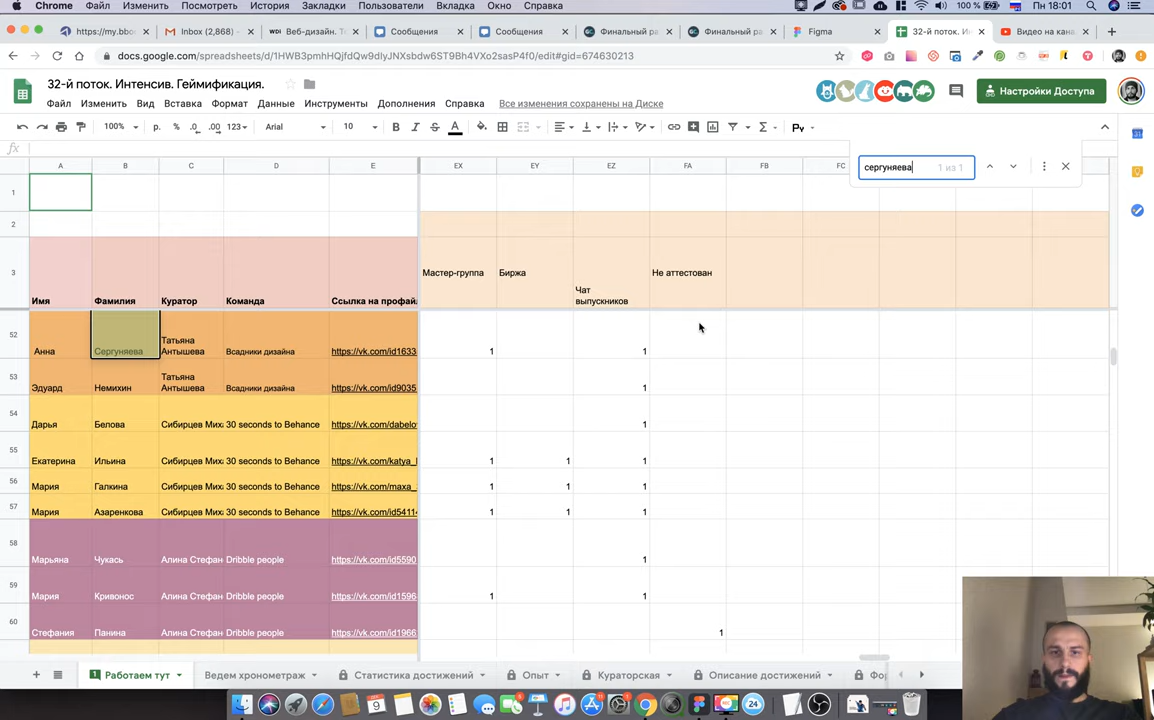 Chrome Файл Изменить Посмотреть История Закладки Пользователи Вкладка Окно Справка 100 % Пн 18:01
https://my.bbo Inbox (2,868) - Веб-дизайн. Т Сообщения Сообщения Финальный ра Финальный ра Figma 32-й поток. И Видео на кана
docs.google.com/spreadsheets/d/1HWB3pmhHQjfdQw9dIyJNXsbdw6ST9Bh4VXo2sasP4f0/edit#gid=674630213
32-й поток. Интенсив. Геймификация.
Файл Изменить Вид Вставка Формат Данные Инструменты Дополнения Справка Все изменения сохранены на Диске Настройки Доступа
100% р. % .0 .00 123 Arial 10
сергуняева 1 из 1
A B C D E EX EY EZ FA FB FC
1
2
3 Имя Фамилия Куратор Команда Ссылка на профай Мастер-группа Биржа Чат выпускников Не аттестован
52 Анна Сергуняева Татьяна Антышева Всадники дизайна https://vk.com/id1633 1 1
53 Эдуард Немихин Татьяна Антышева Всадники дизайна https://vk.com/id9035 1
54 Дарья Белова Сибирцев Мих 30 seconds to Behance https://vk.com/dabelo 1
55 Екатерина Ильина Сибирцев Мих 30 seconds to Behance https://vk.com/katya_ 1 1 1
56 Мария Галкина Сибирцев Мих 30 seconds to Behance https://vk.com/maxa_ 1 1 1
57 Мария Азаренкова Сибирцев Мих 30 seconds to Behance https://vk.com/id5411 1 1 1
58 Марьяна Чукась Алина Стефан Dribble people https://vk.com/id5590 1
59 Мария Кривонос Алина Стефан Dribble people https://vk.com/id1596 1 1
60 Стефания Панина Алина Стефан Dribble people https://vk.com/id1966 1
Работаем тут Ведем хронометраж Статистика достижений Опыт Кураторская Описание достижений Фо